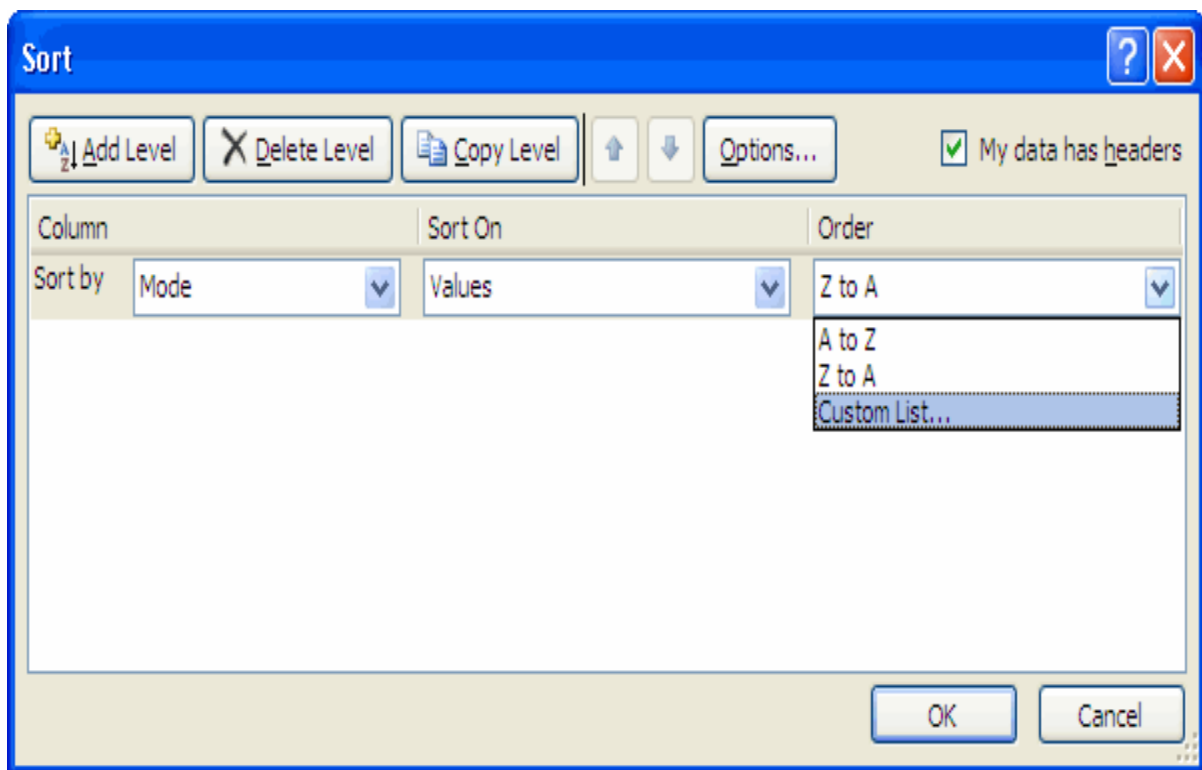 Sort
Add Level Delete Level Copy Level Options... My data has headers
Column Sort On Order
Sort by Mode Values Z to A
A to Z
Z to A
Custom List...
OK Cancel